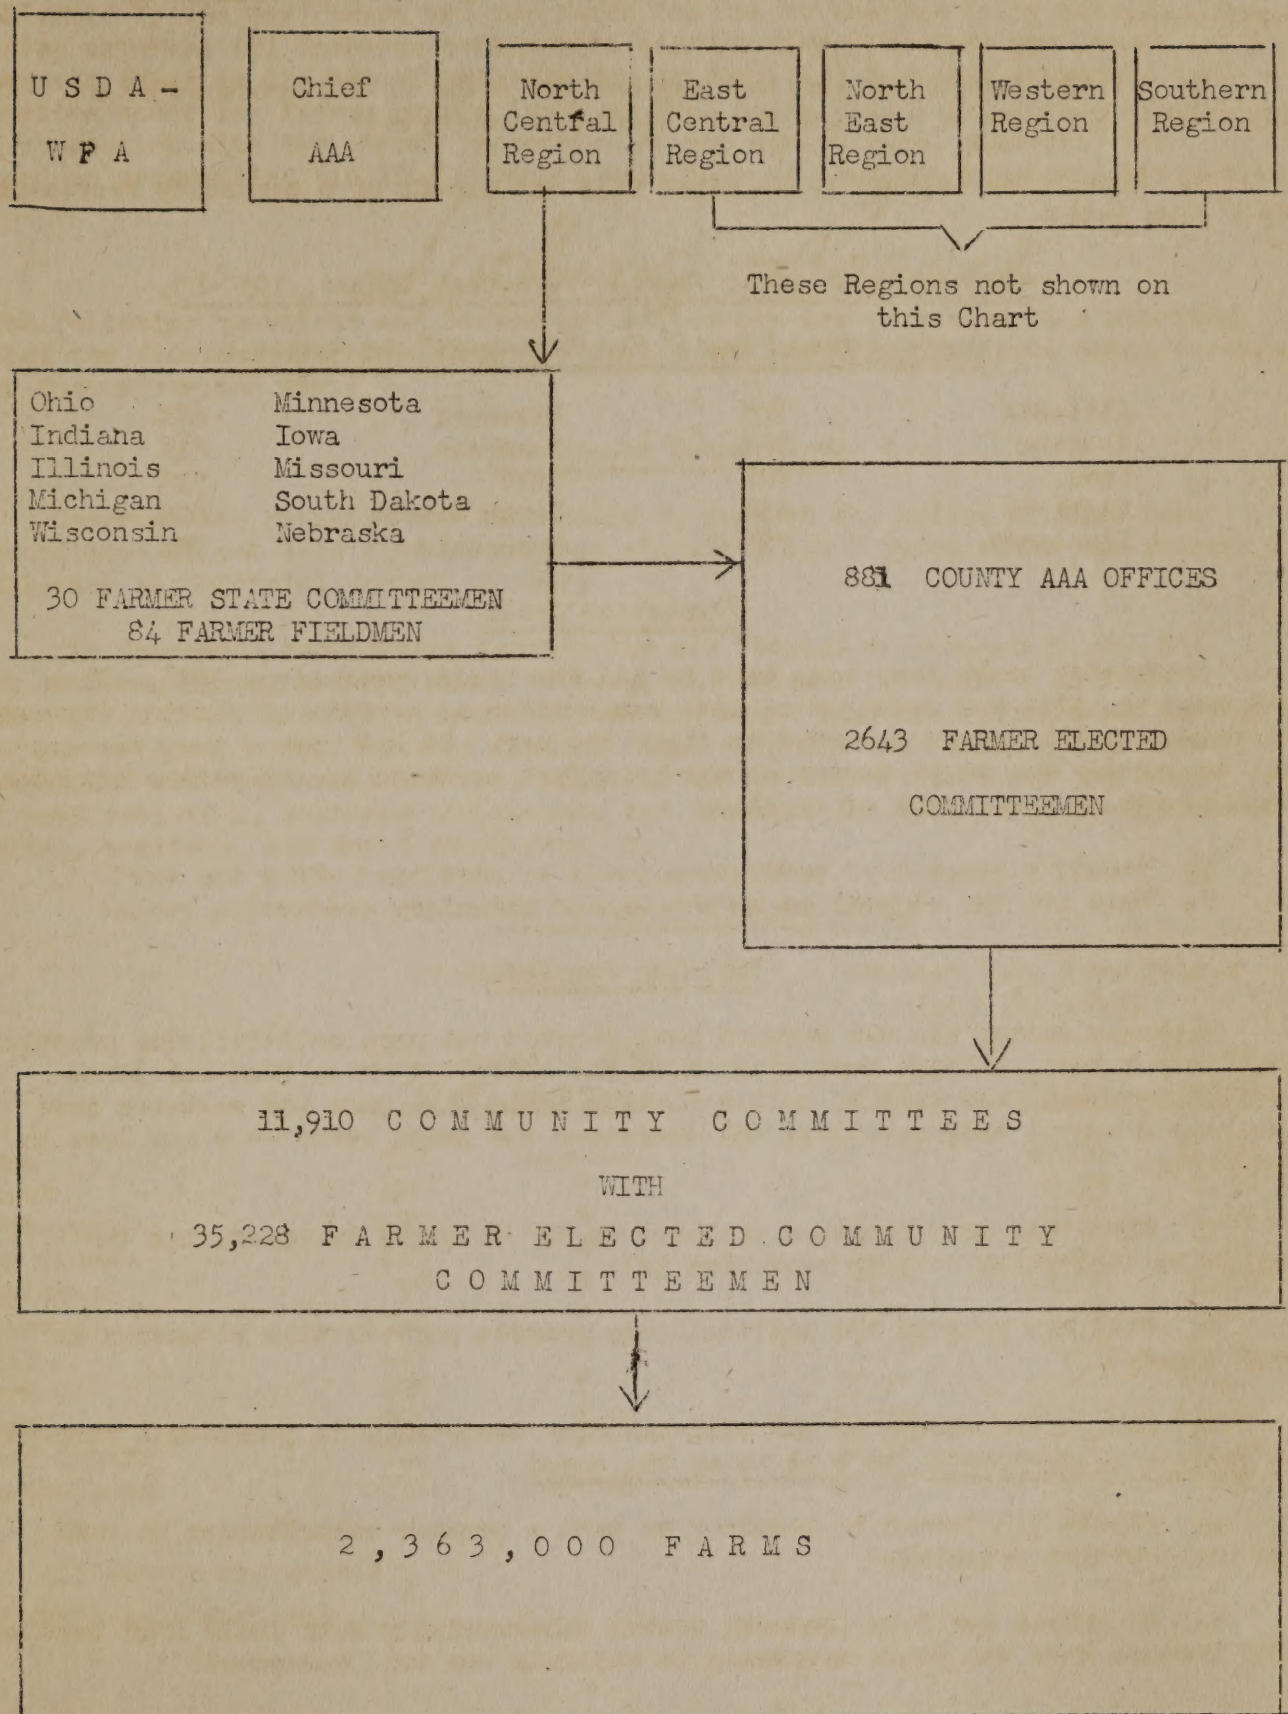 U S D A -
W F A
Chief
AAA
North
Central
Region
East
Central
Region
North
East
Region
Western
Region
Southern
Region
These Regions not shown on
this Chart
Ohio Minnesota
Indiana Iowa
Illinois Missouri
Michigan South Dakota
Wisconsin Nebraska
30 FARMER STATE COMMITTEEMEN
84 FARMER FIELDMEN
881 COUNTY AAA OFFICES
2643 FARMER ELECTED
COMMITTEEMEN
11,910 C O M M U N I T Y C O M M I T T E E S
WITH
35,228 F A R M E R E L E C T E D C O M M U N I T Y
C O M M I T T E E M E N
2 , 3 6 3 , 0 0 0 F A R M S